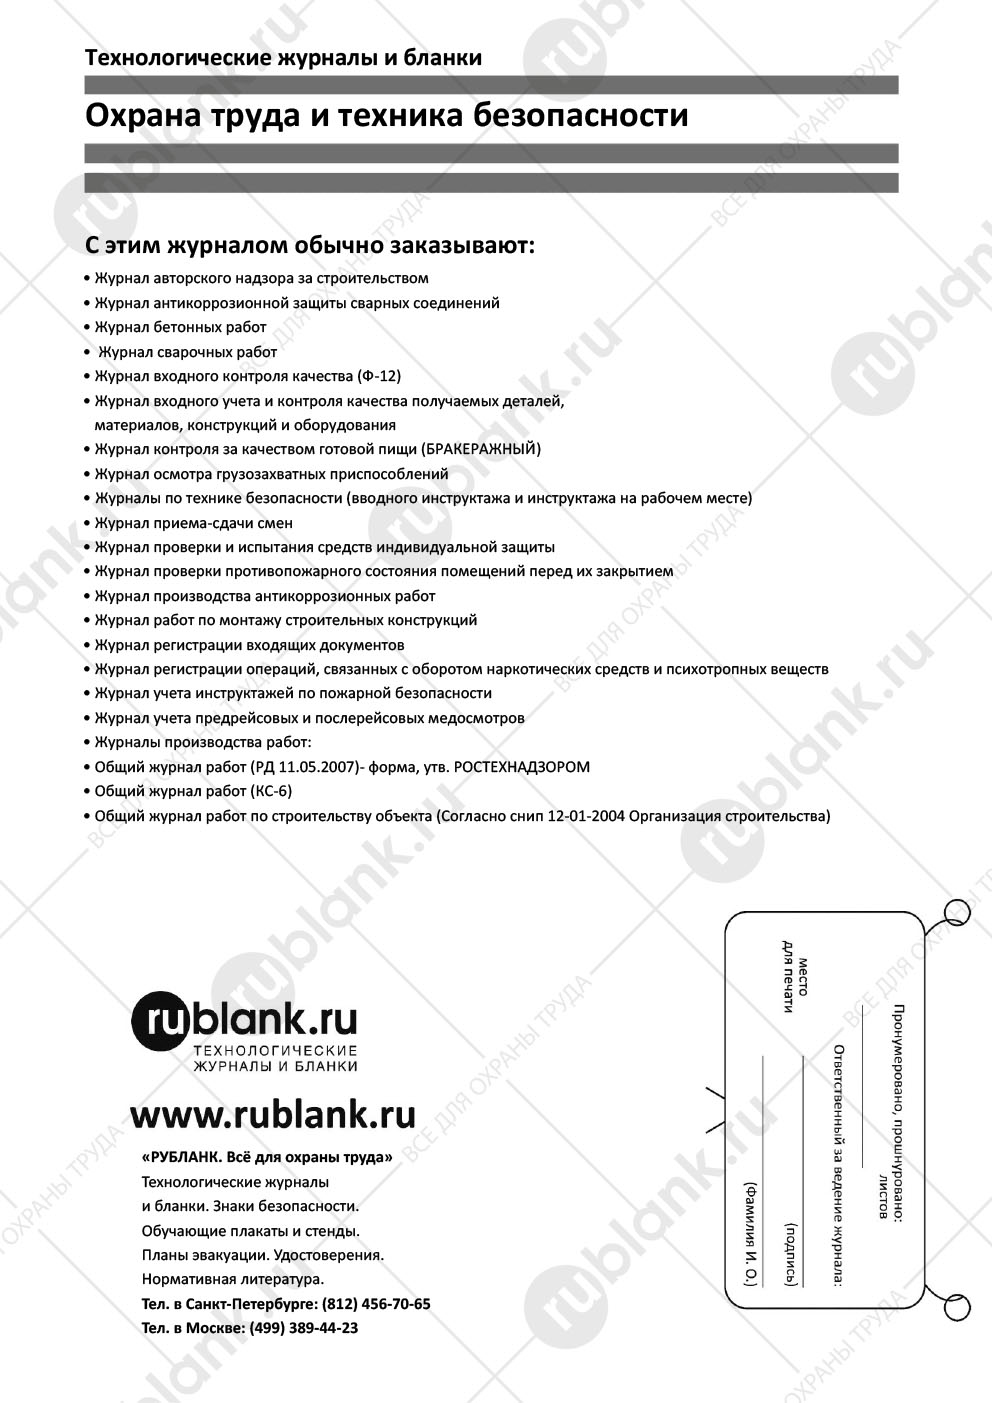 Технологические журналы и бланки
Охрана труда и техника безопасности
С этим журналом обычно заказывают:
• Журнал авторского надзора за строительством
• Журнал антикоррозионной защиты сварных соединений
• Журнал бетонных работ
• Журнал сварочных работ
• Журнал входного контроля качества (Ф-12)
• Журнал входного учета и контроля качества получаемых деталей,
материалов, конструкций и оборудования
• Журнал контроля за качеством готовой пищи (БРАКЕРАЖНЫЙ)
• Журнал осмотра грузозахватных приспособлений
• Журналы по технике безопасности (вводного инструктажа и инструктажа на рабочем месте)
• Журнал приема-сдачи смен
• Журнал проверки и испытания средств индивидуальной защиты
• Журнал проверки противопожарного состояния помещений перед их закрытием
• Журнал производства антикоррозионных работ
• Журнал работ по монтажу строительных конструкций
• Журнал регистрации входящих документов
• Журнал регистрации операций, связанных с оборотом наркотических средств и психотропных веществ
• Журнал учета инструктажей по пожарной безопасности
• Журнал учета предрейсовых и послерейсовых медосмотров
• Журналы производства работ:
• Общий журнал работ (РД 11.05.2007)- форма, утв. РОСТЕХНАДЗОРОМ
• Общий журнал работ (КС-6)
• Общий журнал работ по строительству объекта (Согласно снип 12-01-2004 Организация строительства)
rublank.ru
ТЕХНОЛОГИЧЕСКИЕ
ЖУРНАЛЫ И БЛАНКИ
www.rublank.ru
«РУБЛАНК. Всё для охраны труда»
Технологические журналы
и бланки. Знаки безопасности.
Обучающие плакаты и стенды.
Планы эвакуации. Удостоверения.
Нормативная литература.
Тел. в Санкт-Петербурге: (812) 456-70-65
Тел. в Москве: (499) 389-44-23
Пронумеровано, прошнуровано:
листов
Ответственный за ведение журнала:
место
для печати
(подпись)
(Фамилия И. О.)
rublank.ru
ВСЕ ДЛЯ ОХРАНЫ ТРУДА